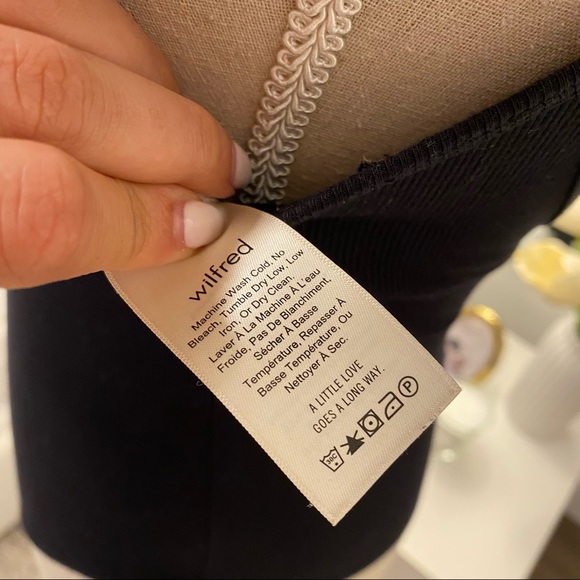 wilfred
Machine Wash Cold, No
Bleach, Tumble Dry Low, Low
Iron, Or Dry Clean.
Laver À La Machine À L'eau
Froide, Pas De Blanchiment,
Sécher À Basse
Température, Repasser À
Basse Température, Ou
Nettoyer À Sec.
A LITTLE LOVE
GOES A LONG WAY.
30C P